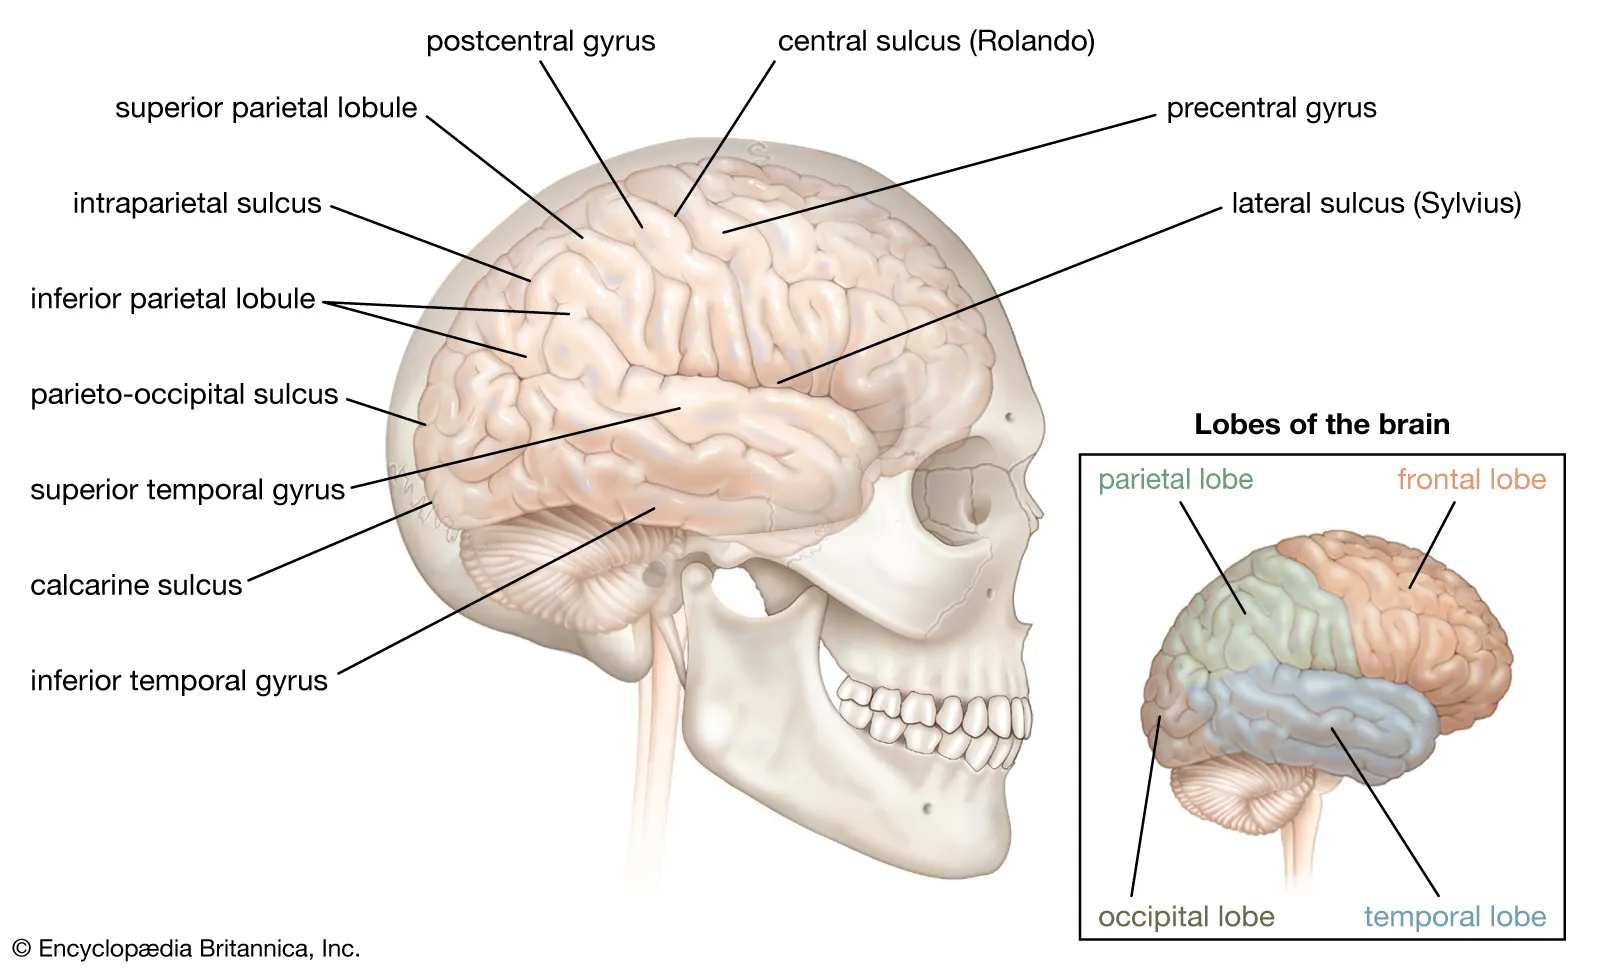 postcentral gyrus
central sulcus (Rolando)
superior parietal lobule
precentral gyrus
intraparietal sulcus
lateral sulcus (Sylvius)
inferior parietal lobule
parieto-occipital sulcus
superior temporal gyrus
calcarine sulcus
inferior temporal gyrus
Lobes of the brain
parietal lobe
frontal lobe
occipital lobe
temporal lobe
© Encyclopædia Britannica, Inc.